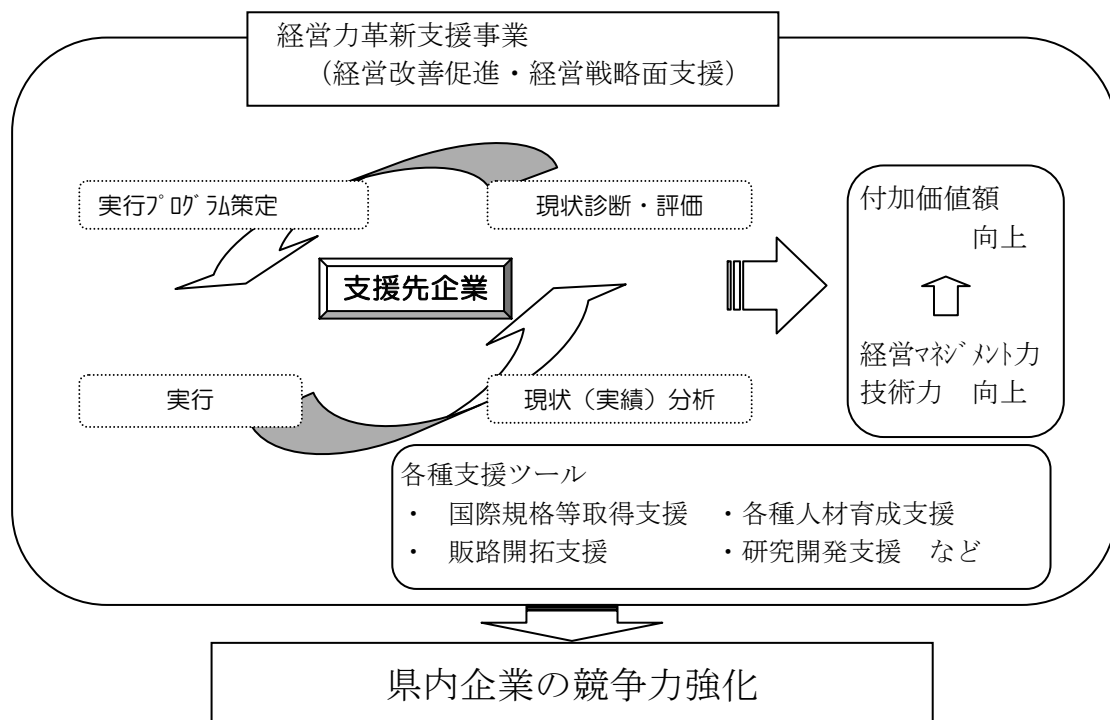 経営力革新支援事業
（経営改善促進・経営戦略面支援）
実行ﾌﾟﾛｸﾞﾗﾑ策定
現状診断・評価
支援先企業
実行
現状（実績）分析
付加価値額
向上
経営ﾏﾈｼﾞﾒﾝﾄ力
技術力　向上
各種支援ツール
・　国際規格等取得支援　・各種人材育成支援
・　販路開拓支援　・研究開発支援　など
県内企業の競争力強化